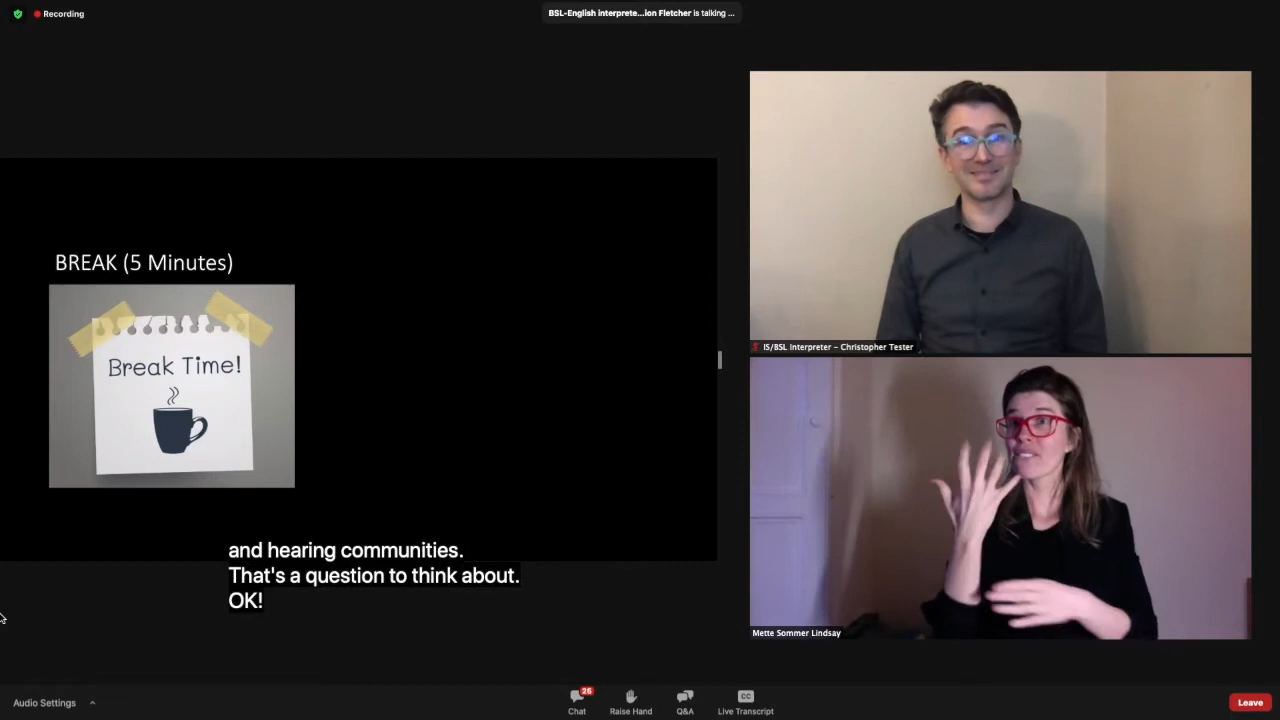 Recording
BSL-English interprete...ion Fletcher is talking ...
BREAK (5 Minutes)
Break Time!
and hearing communities.
That's a question to think about.
OK!
IS/BSL Interpreter – Christopher Tester
Mette Sommer Lindsay
Audio Settings
26
Chat
Raise Hand
Q&A
CC
Live Transcript
Leave